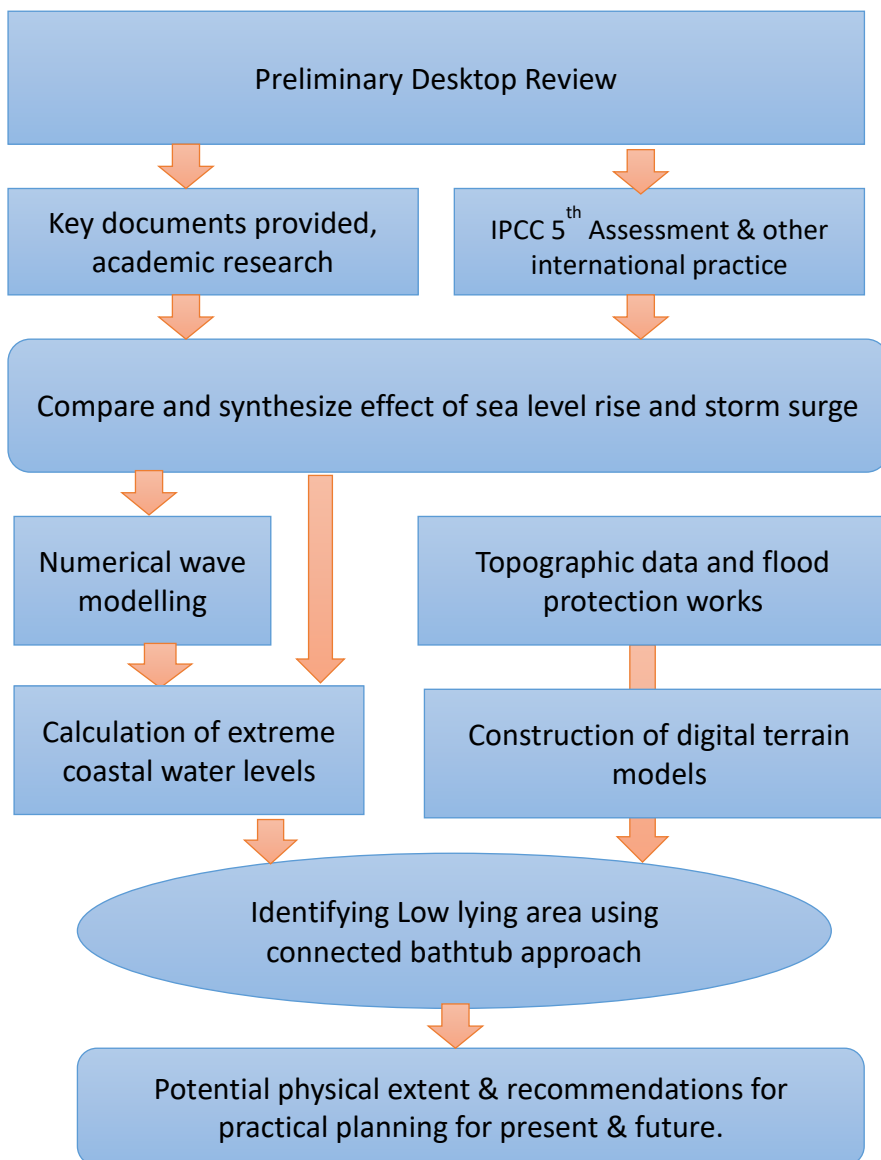 Preliminary Desktop Review
Key documents provided,
academic research
IPCC 5th Assessment & other
international practice
Compare and synthesize effect of sea level rise and storm surge
Numerical wave
modelling
Topographic data and flood
protection works
Calculation of extreme
coastal water levels
Construction of digital terrain
models
Identifying Low lying area using
connected bathtub approach
Potential physical extent & recommendations for
practical planning for present & future.